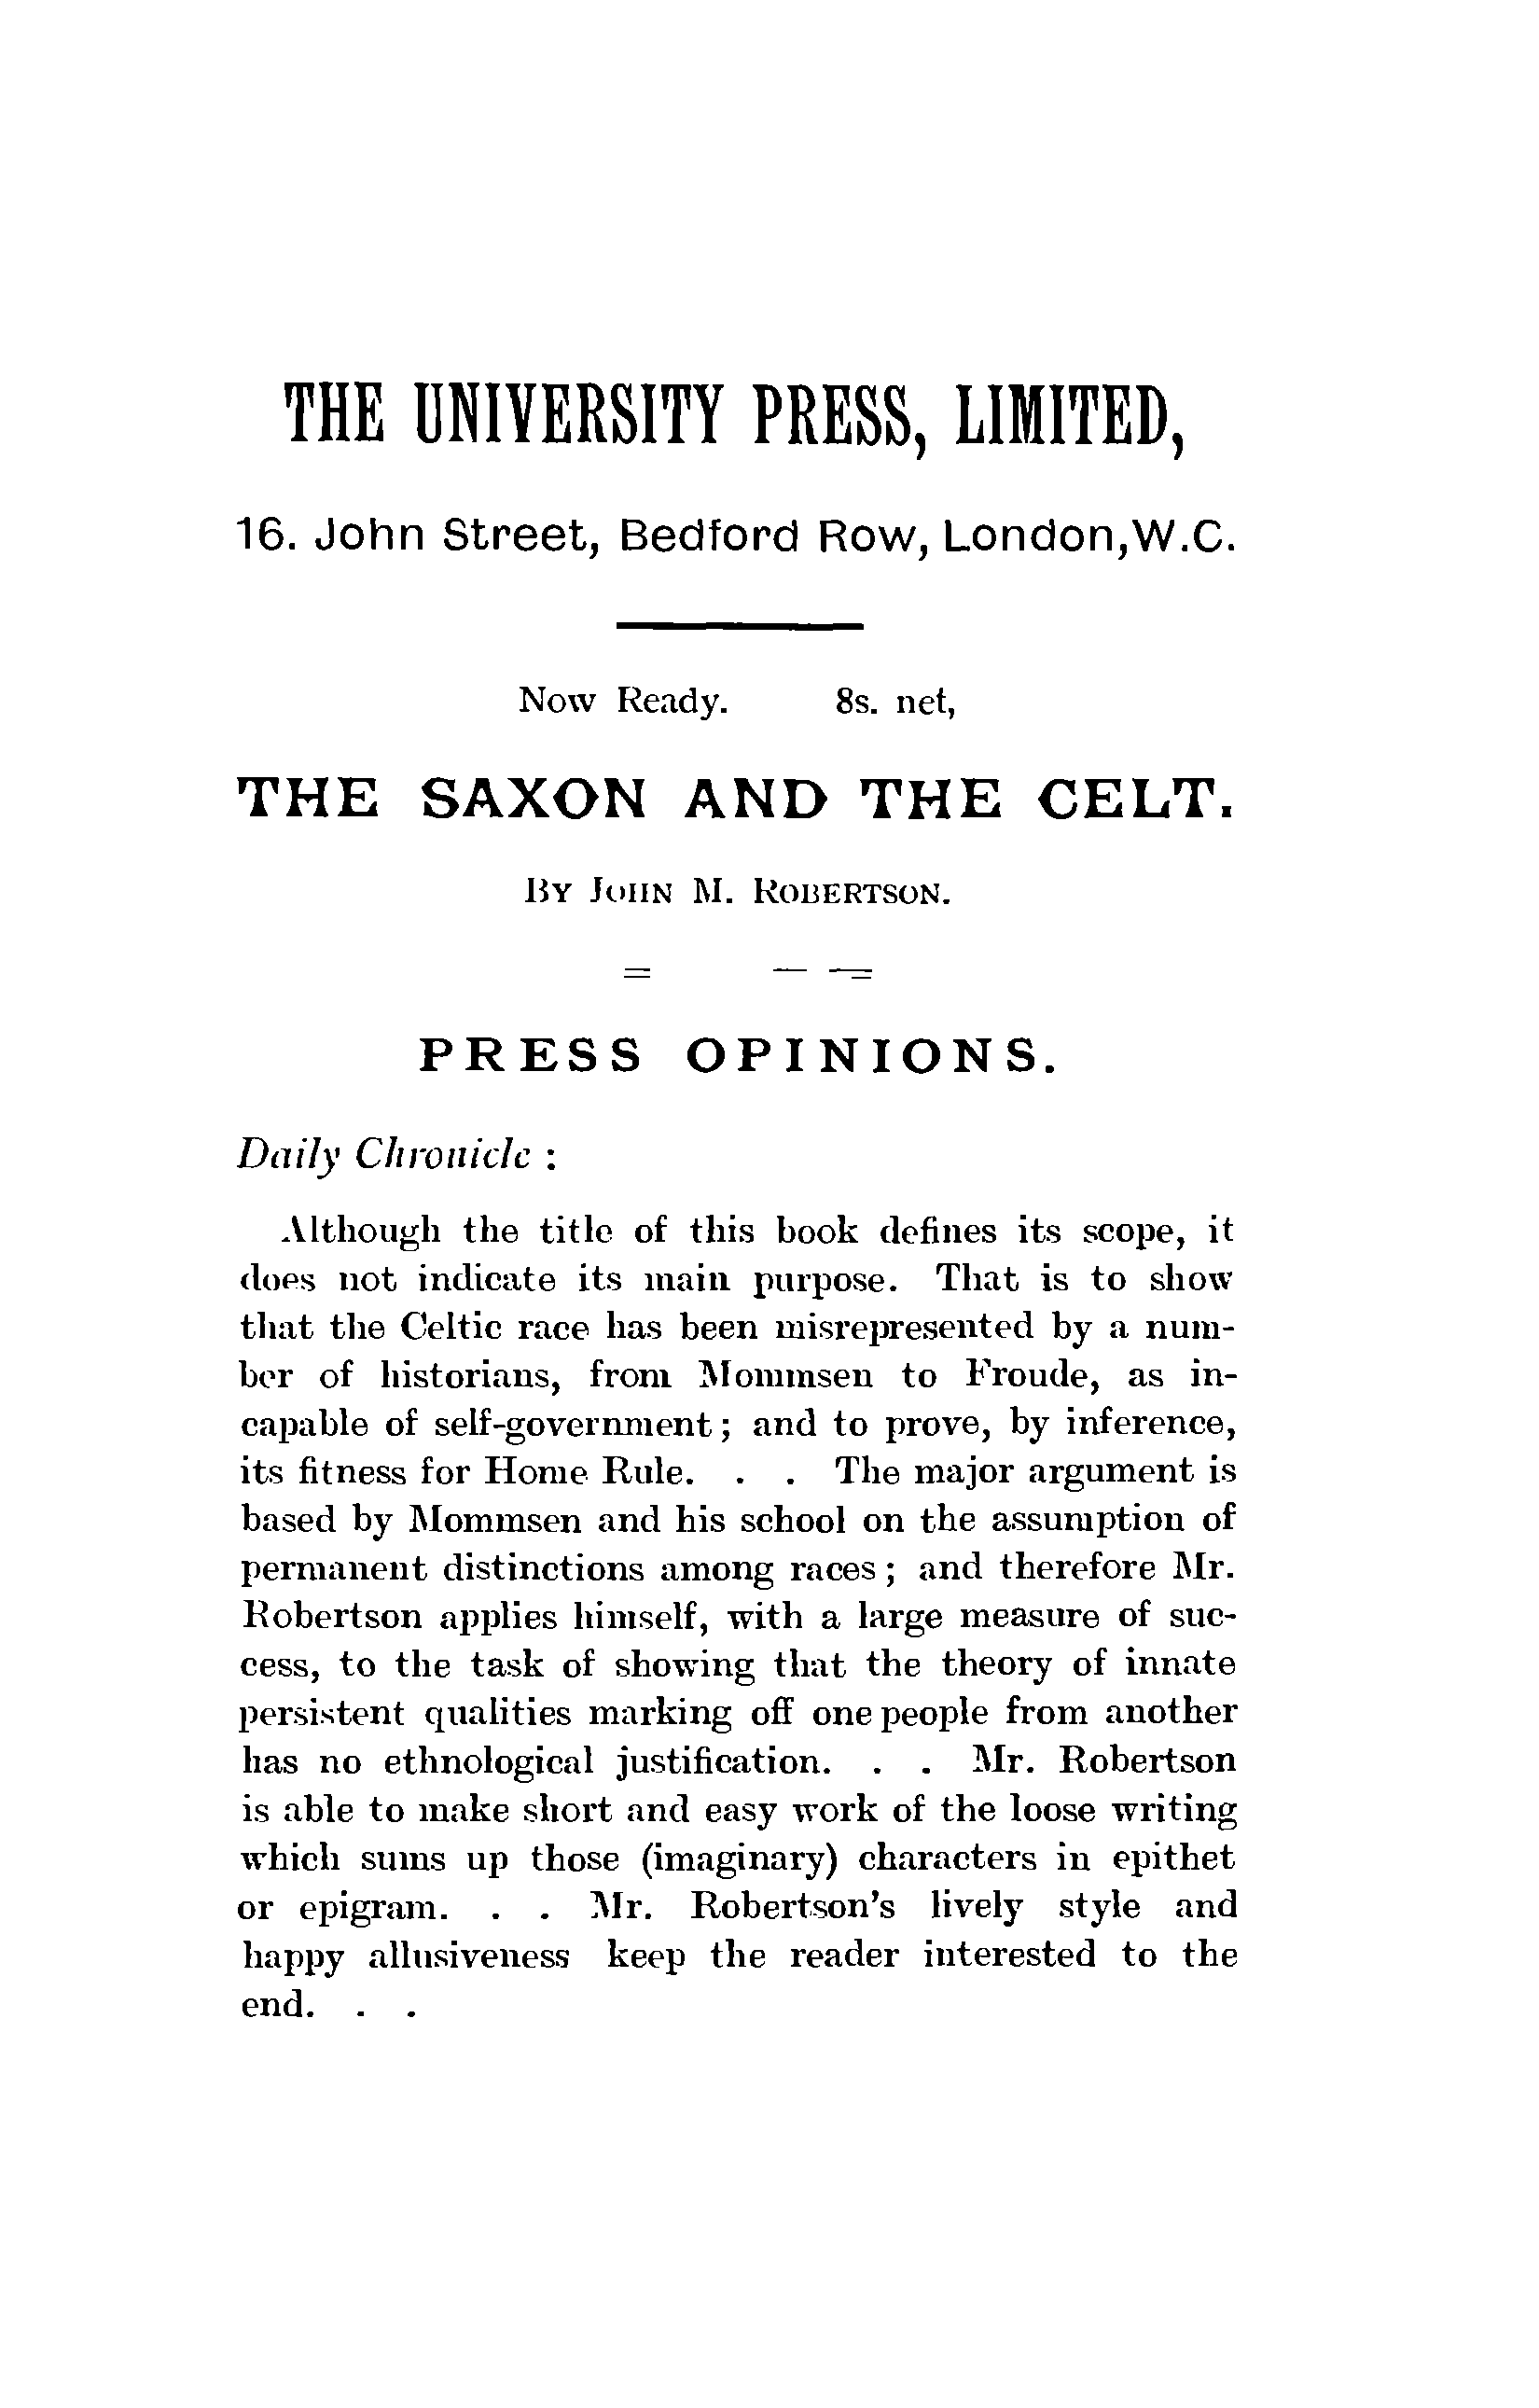 THE UNIVERSITY PRESS, LIMITED,
16. John Street, Bedford Row, London,W.C.
Now Ready. 8s. net,
THE SAXON AND THE CELT.
By John M. Robertson.
PRESS OPINIONS.
Daily Chronicle :
Although the title of this book defines its scope, it
does not indicate its main purpose. That is to show
that the Celtic race has been misrepresented by a num-
ber of historians, from Mommsen to Froude, as in-
capable of self-government; and to prove, by inference,
its fitness for Home Rule. . . The major argument is
based by Mommsen and his school on the assumption of
permanent distinctions among races; and therefore Mr.
Robertson applies himself, with a large measure of suc-
cess, to the task of showing that the theory of innate
persistent qualities marking off one people from another
has no ethnological justification. . . Mr. Robertson
is able to make short and easy work of the loose writing
which sums up those (imaginary) characters in epithet
or epigram. . . Mr. Robertson's lively style and
happy allusiveness keep the reader interested to the
end. . .